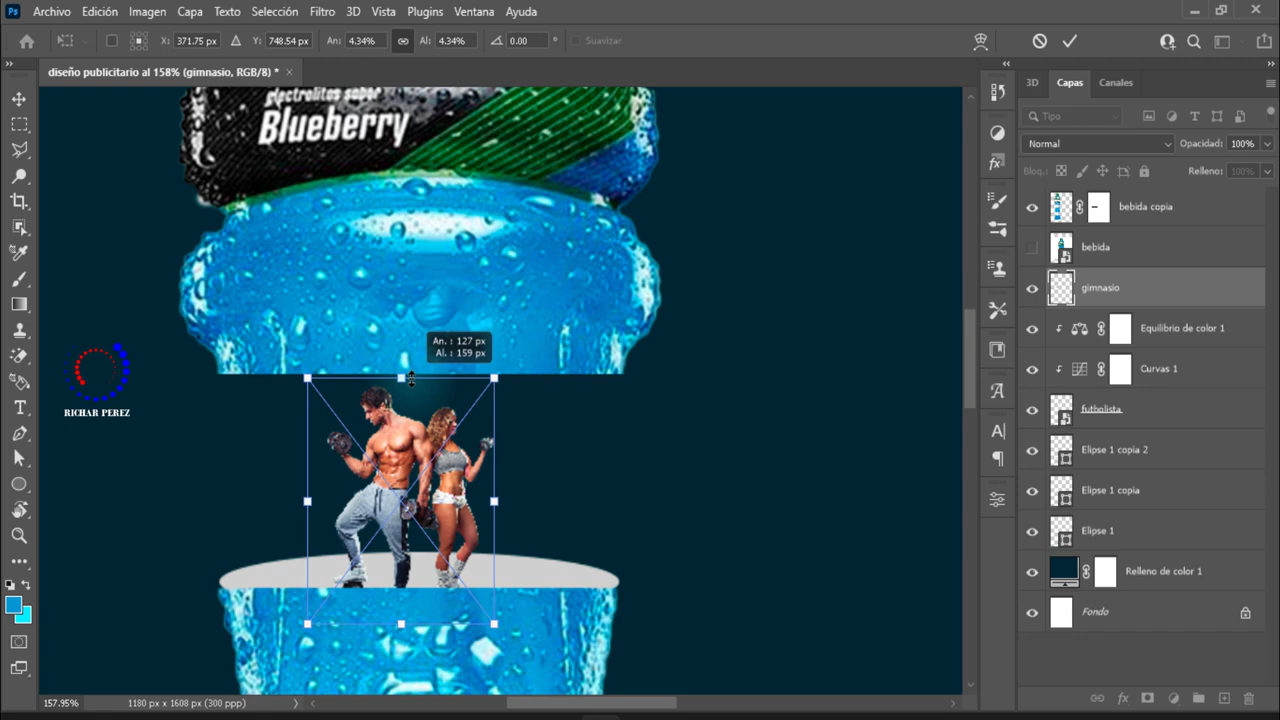 Ps Archivo Edición Imagen Capa Texto Selección Filtro 3D Vista Plugins Ventana Ayuda
X: 371.75 px Y: 748.54 px An: 4.34% Al: 4.34% 0.00 ° Suavizar
diseño publicitario al 158% (gimnasio, RGB/8) * ×
3D Capas Canales
Tipo
Normal Opacidad: 100%
Bloq.: Relleno: 100%
electrolitos sabor
Blueberry
bebida copia
bebida
gimnasio
Equilibrio de color 1
Curvas 1
futbolista
Elipse 1 copia 2
Elipse 1 copia
Elipse 1
Relleno de color 1
Fondo
An. : 127 px
Al. : 159 px
RICHAR PEREZ
157.95% 1180 px x 1608 px (300 ppp)